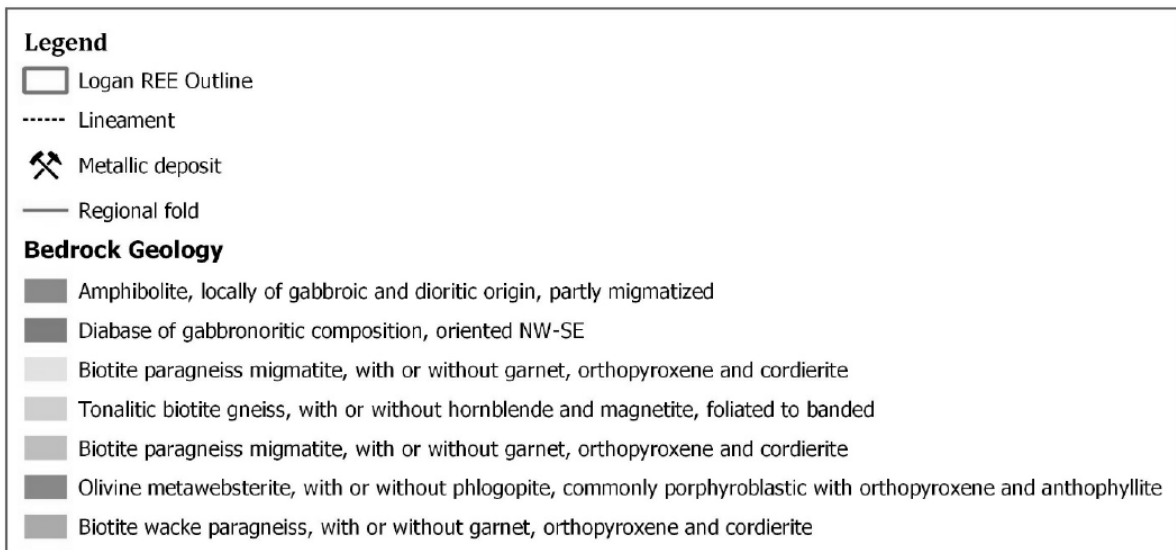 Legend
Logan REE Outline
Lineament
Metallic deposit
Regional fold
Bedrock Geology
Amphibolite, locally of gabbroic and dioritic origin, partly migmatized
Diabase of gabbronoritic composition, oriented NW-SE
Biotite paragneiss migmatite, with or without garnet, orthopyroxene and cordierite
Tonalitic biotite gneiss, with or without hornblende and magnetite, foliated to banded
Biotite paragneiss migmatite, with or without garnet, orthopyroxene and cordierite
Olivine metawebsterite, with or without phlogopite, commonly porphyroblastic with orthopyroxene and anthophyllite
Biotite wacke paragneiss, with or without garnet, orthopyroxene and cordierite